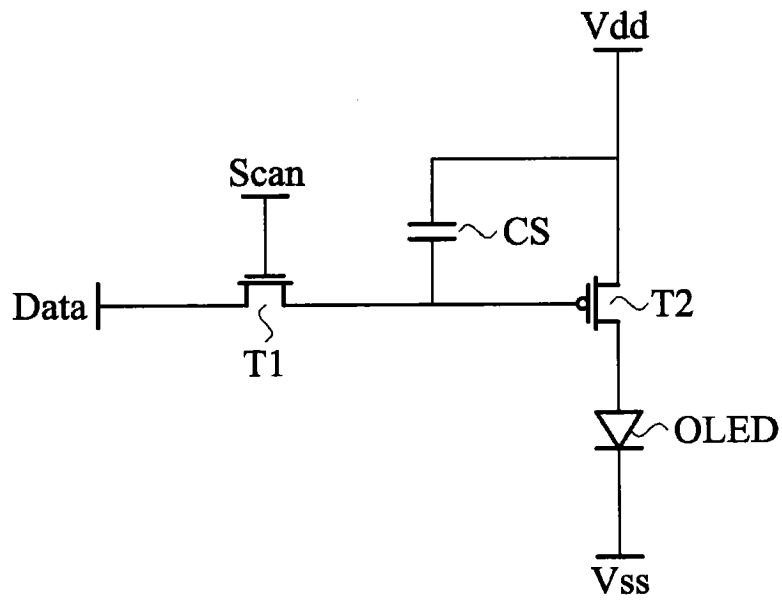 Vdd
Scan
CS
Data
T2
T1
OLED
Vss